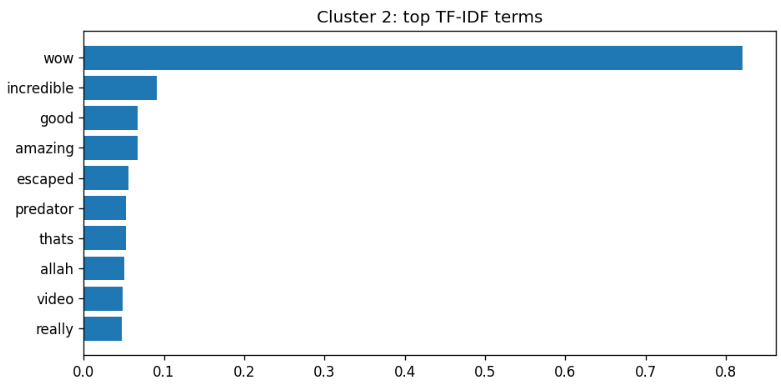 Cluster 2: top TF-IDF terms
wow
incredible
good
amazing
escaped
predator
thats
allah
video
really
0.0 0.1 0.2 0.3 0.4 0.5 0.6 0.7 0.8